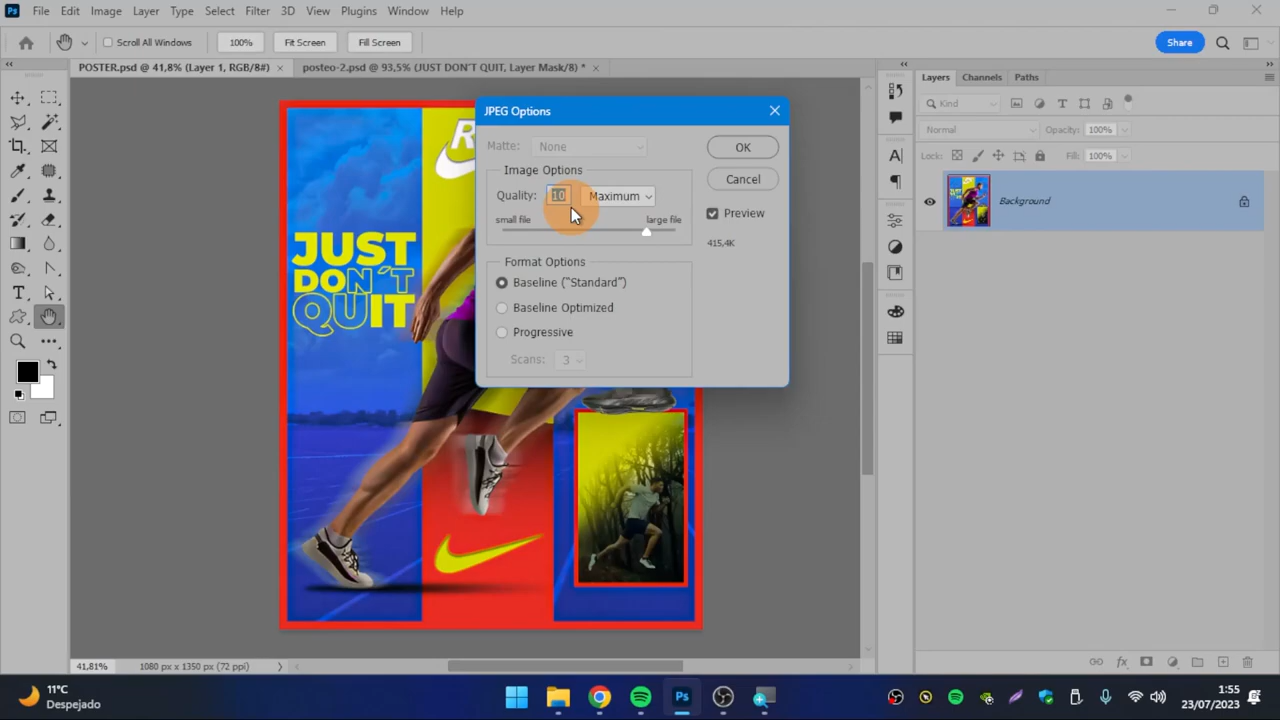 Ps File Edit Image Layer Type Select Filter 3D View Plugins Window Help
Scroll All Windows 100% Fit Screen Fill Screen Share
POSTER.psd @ 41,8% (Layer 1, RGB/8#) × posteo-2.psd @ 93,5% (JUST DON'T QUIT, Layer Mask/8) * ×
Layers Channels Paths
Kind
Normal Opacity: 100%
Lock: Fill: 100%
Background
JPEG Options
Matte: None
OK
Image Options
Cancel
Quality: 10 Maximum
Preview
small file large file
415,4K
Format Options
Baseline ("Standard")
Baseline Optimized
Progressive
Scans: 3
JUST
DON´T
QUIT
41,81% 1080 px x 1350 px (72 ppi)
11°C
Despejado
Ps
1:55
23/07/2023